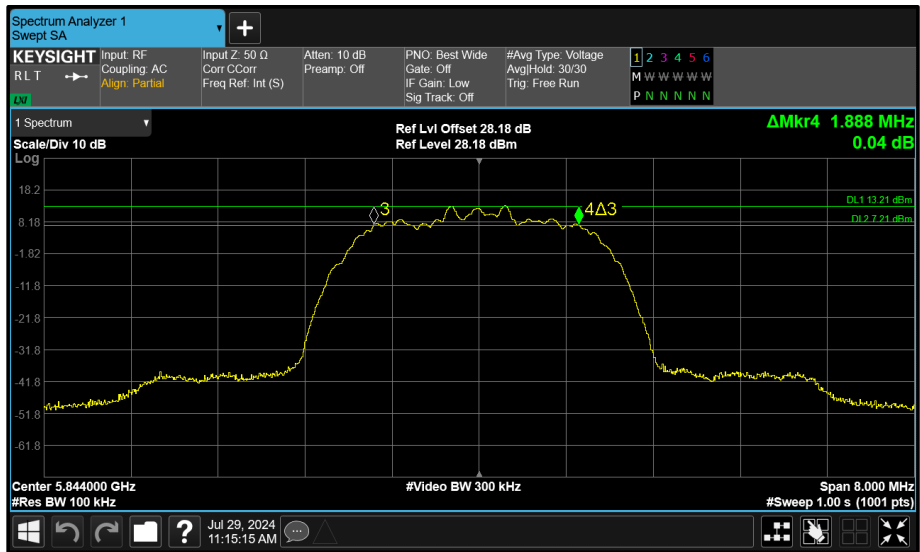 Spectrum Analyzer 1
Swept SA
+
KEYSIGHT
R L T
LXI
Input: RF
Coupling: AC
Align: Partial
Input Z: 50 Ω
Corr CCorr
Freq Ref: Int (S)
Atten: 10 dB
Preamp: Off
PNO: Best Wide
Gate: Off
IF Gain: Low
Sig Track: Off
#Avg Type: Voltage
Avg|Hold: 30/30
Trig: Free Run
1 2 3 4 5 6
M W W W W W
P N N N N N
1 Spectrum
Scale/Div 10 dB
Log
Ref Lvl Offset 28.18 dB
Ref Level 28.18 dBm
ΔMkr4 1.888 MHz
0.04 dB
18.2
DL1 13.21 dBm
3
4Δ3
8.18
DL2 7.21 dBm
-1.82
-11.8
-21.8
-31.8
-41.8
-51.8
-61.8
Center 5.844000 GHz
#Video BW 300 kHz
Span 8.000 MHz
#Res BW 100 kHz
#Sweep 1.00 s (1001 pts)
?
Jul 29, 2024
11:15:15 AM